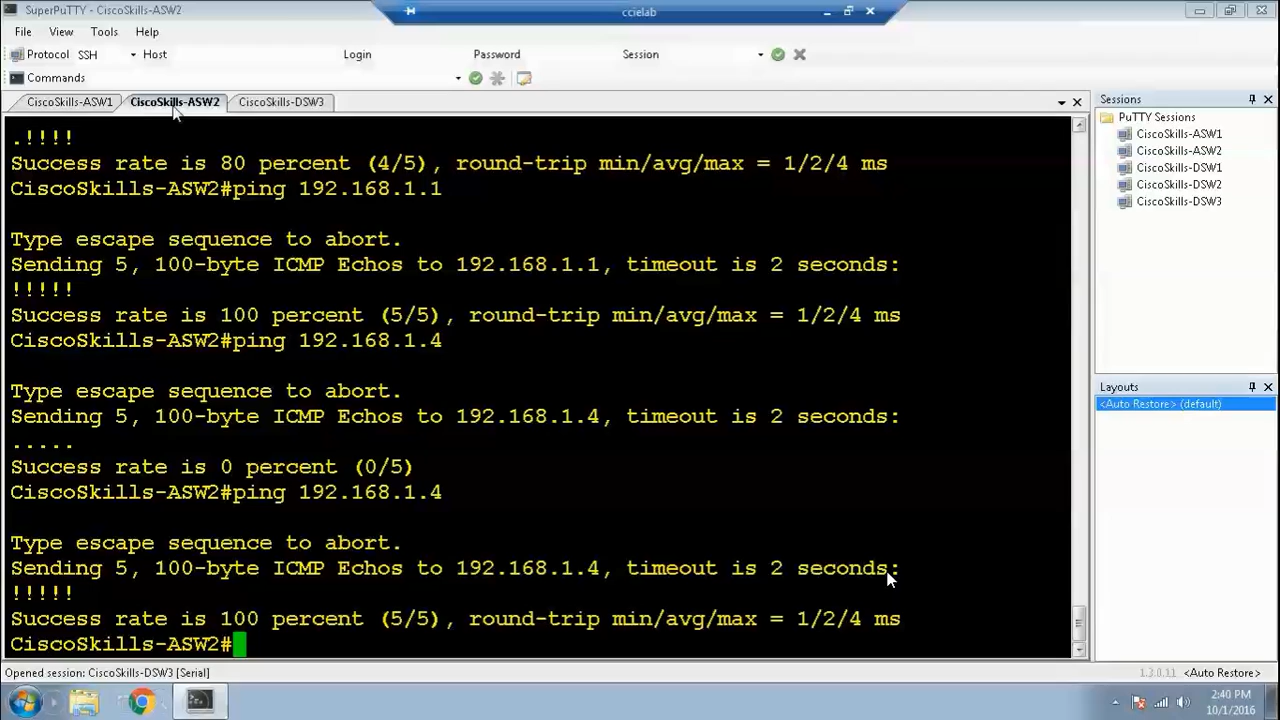 SuperPuTTY - CiscoSkills-ASW2
ccielab
File View Tools Help
Protocol SSH Host Login Password Session
Commands
CiscoSkills-ASW1 CiscoSkills-ASW2 CiscoSkills-DSW3
.!!!!
Success rate is 80 percent (4/5), round-trip min/avg/max = 1/2/4 ms
CiscoSkills-ASW2#ping 192.168.1.1
Type escape sequence to abort.
Sending 5, 100-byte ICMP Echos to 192.168.1.1, timeout is 2 seconds:
!!!!!
Success rate is 100 percent (5/5), round-trip min/avg/max = 1/2/4 ms
CiscoSkills-ASW2#ping 192.168.1.4
Type escape sequence to abort.
Sending 5, 100-byte ICMP Echos to 192.168.1.4, timeout is 2 seconds:
.....
Success rate is 0 percent (0/5)
CiscoSkills-ASW2#ping 192.168.1.4
Type escape sequence to abort.
Sending 5, 100-byte ICMP Echos to 192.168.1.4, timeout is 2 seconds:
!!!!!
Success rate is 100 percent (5/5), round-trip min/avg/max = 1/2/4 ms
CiscoSkills-ASW2#
Sessions
PuTTY Sessions
CiscoSkills-ASW1
CiscoSkills-ASW2
CiscoSkills-DSW1
CiscoSkills-DSW2
CiscoSkills-DSW3
Layouts
<Auto Restore> (default)
Opened session: CiscoSkills-DSW3 [Serial]
1.3.0.11 <Auto Restore>
2:40 PM
10/1/2016